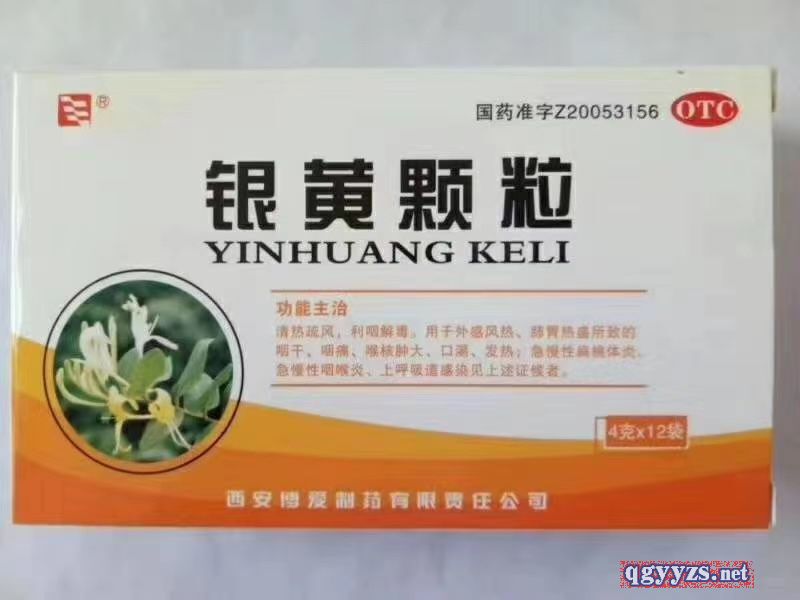 ®
国药准字Z20053156 OTC
银黄颗粒
YINHUANG KELI
功能主治
清热疏风，利咽解毒。用于外感风热、肺胃热盛所致的
咽干、咽痛、喉核肿大、口渴、发热；急慢性扁桃体炎、
急慢性咽喉炎、上呼吸道感染见上述证候者。
4克x12袋
西安博爱制药有限责任公司
qgyyzs.net